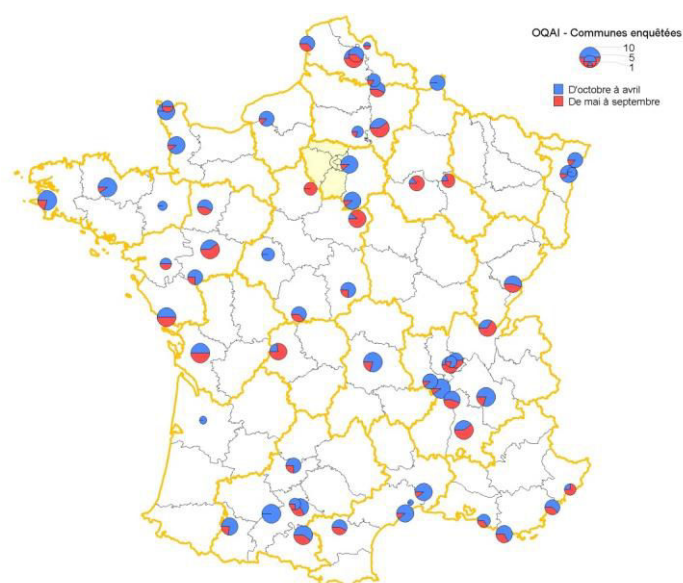 OQAI - Communes enquêtées
10
5
1
D'octobre à avril
De mai à septembre